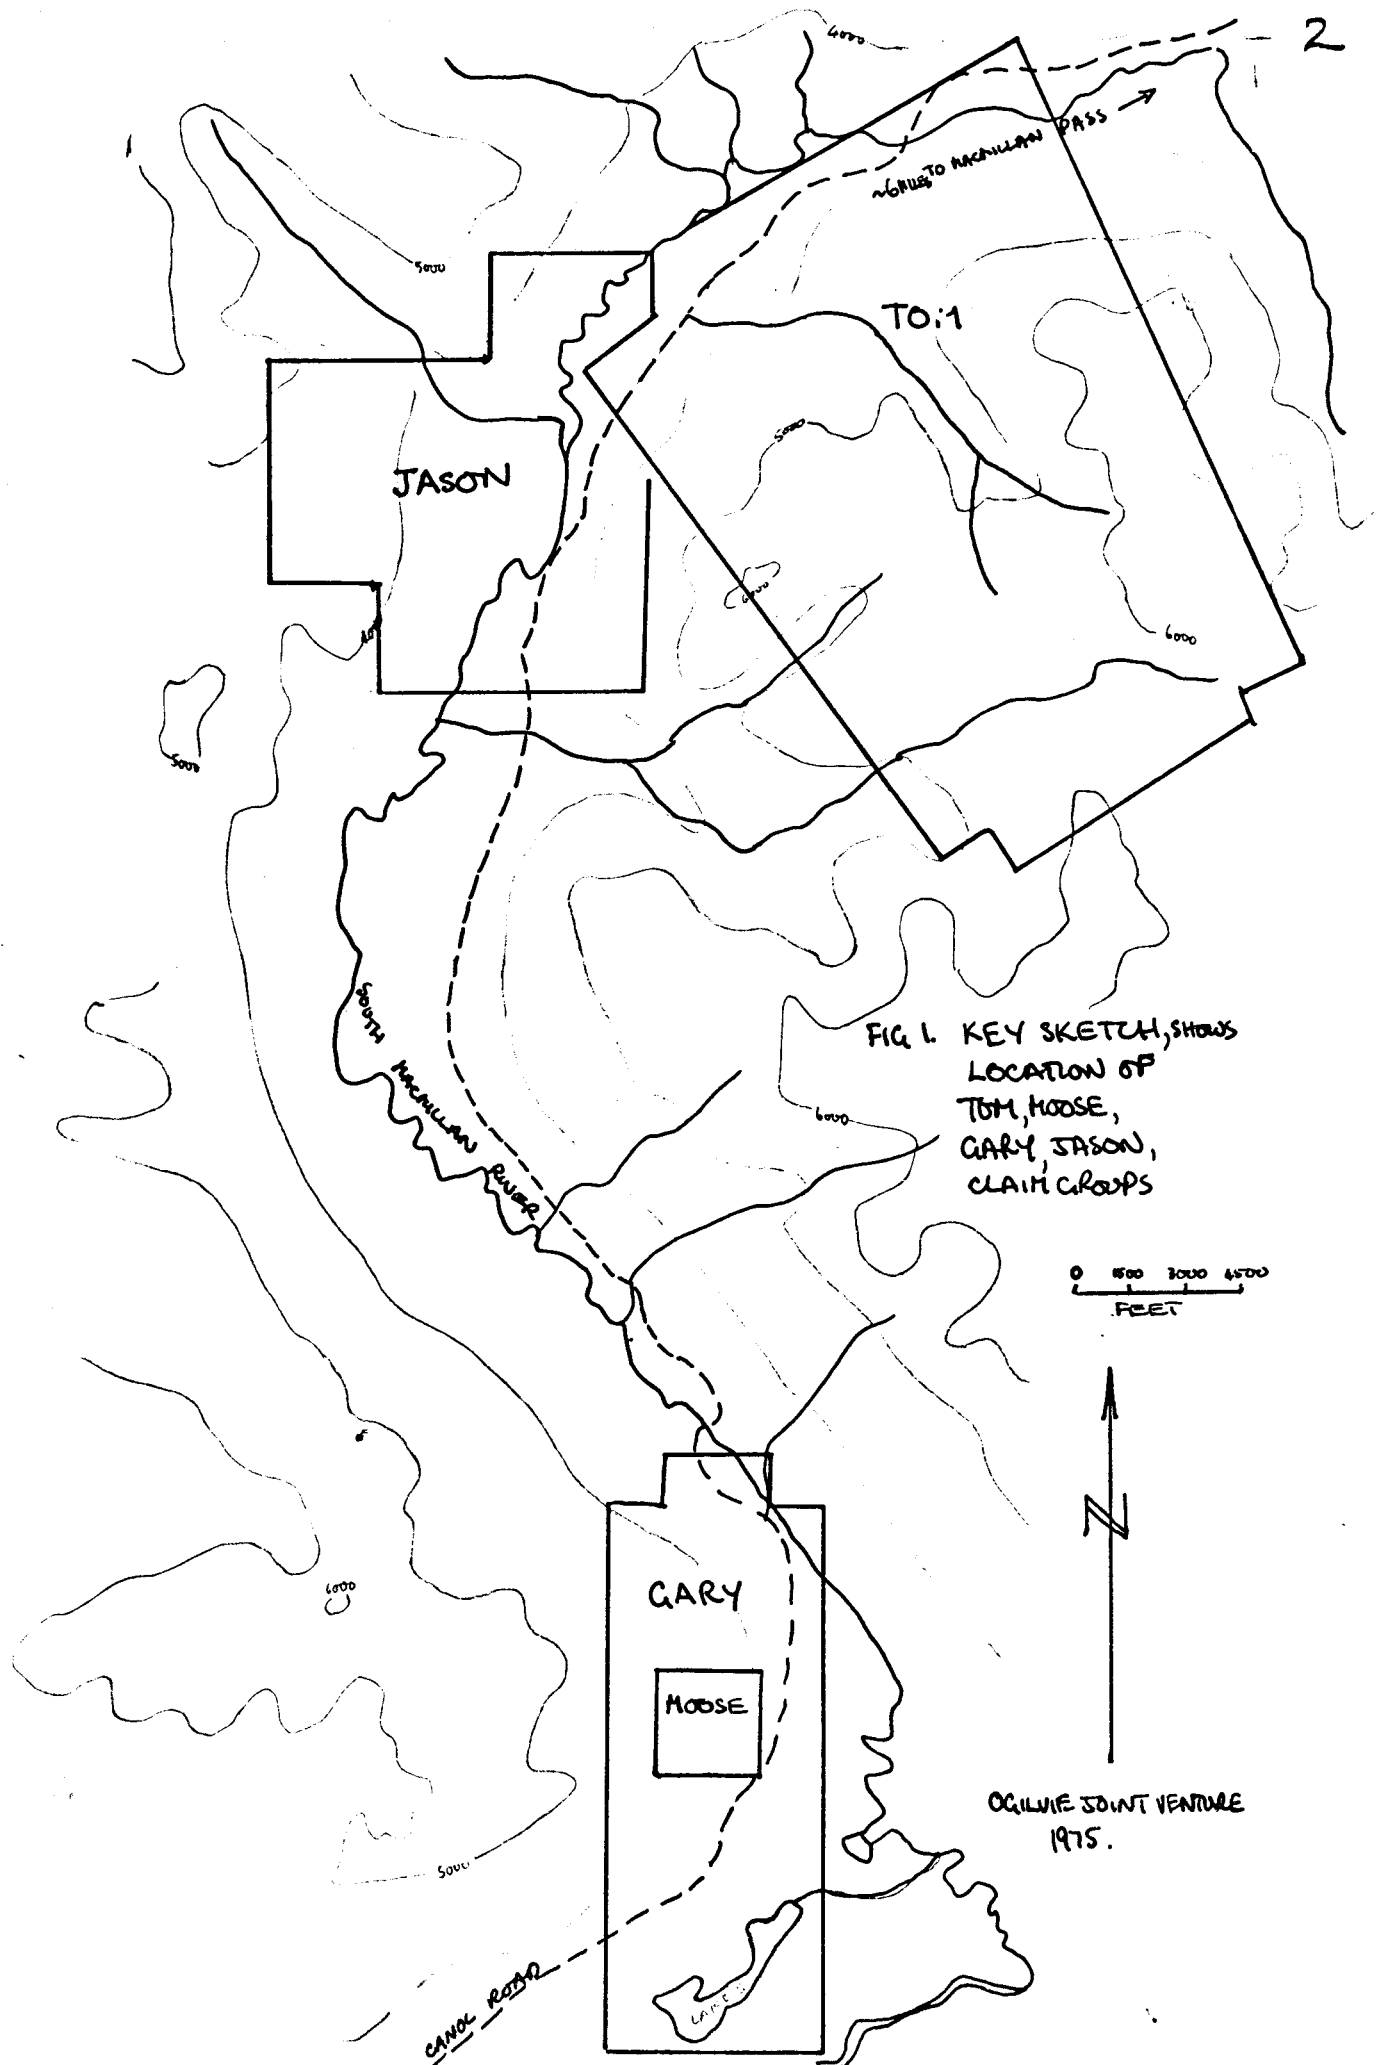 2
4000
~6 MILES TO MACMILLAN PASS
5000
TOM
JASON
5000
6000
6000
5000
SOUTH MACMILLAN RIVER
FIG 1. KEY SKETCH, SHOWS
LOCATION OF
TOM, MOOSE,
GARY, JASON,
CLAIM GROUPS
6000
0 1500 3000 4500
FEET
N
GARY
6000
MOOSE
OGILVIE JOINT VENTURE
1975.
5000
LAKE
CANOL ROAD